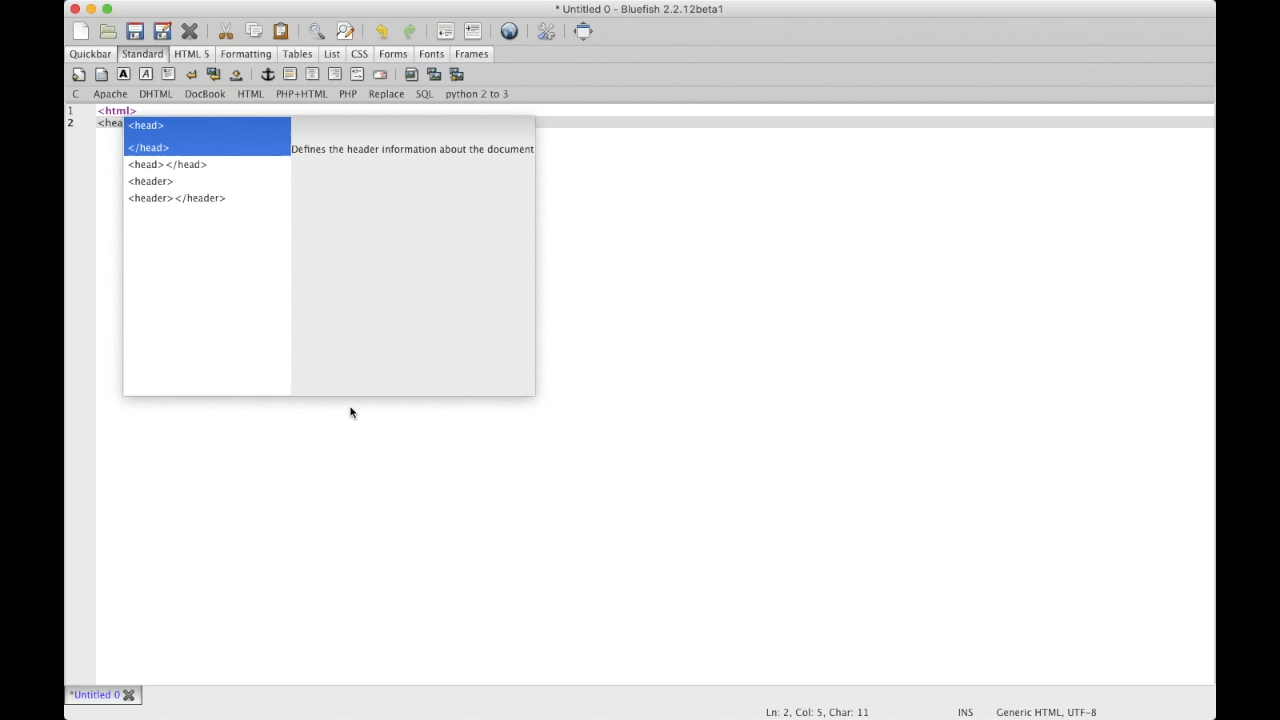 * Untitled 0 - Bluefish 2.2.12beta1
Quickbar Standard HTML 5 Formatting Tables List CSS Forms Fonts Frames
C Apache DHTML DocBook HTML PHP+HTML PHP Replace SQL python 2 to 3
1 <html>
2 <hea
<head>
</head>
Defines the header information about the document
<head></head>
<header>
<header></header>
*Untitled 0
Ln: 2, Col: 5, Char: 11 INS Generic HTML, UTF-8